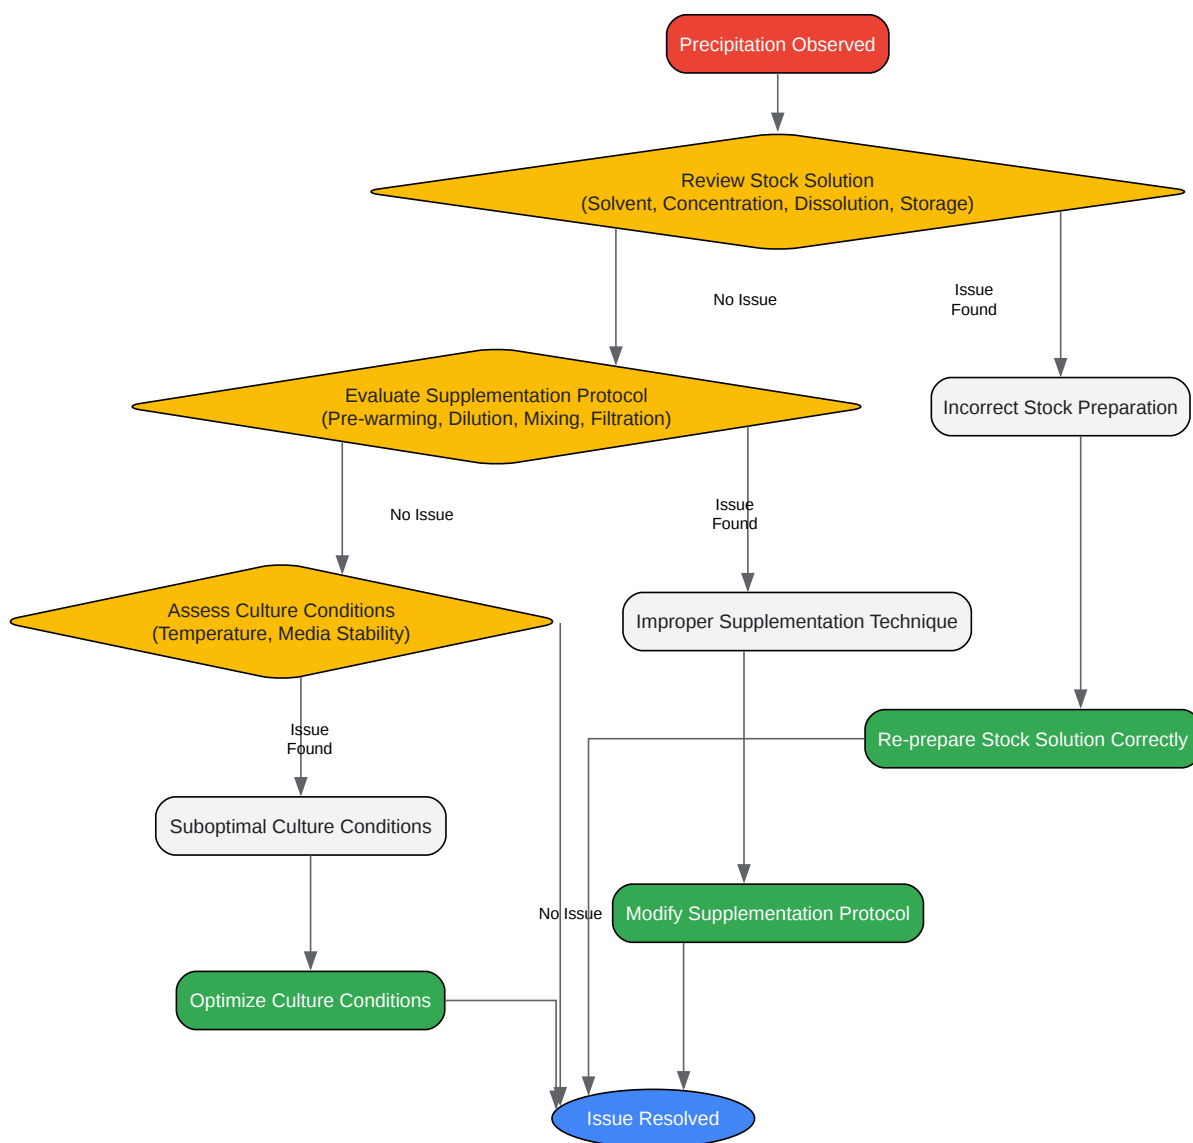 Precipitation Observed
Review Stock Solution
(Solvent, Concentration, Dissolution, Storage)
No Issue
Issue
Found
Evaluate Supplementation Protocol
(Pre-warming, Dilution, Mixing, Filtration)
Incorrect Stock Preparation
No Issue
Issue
Found
Assess Culture Conditions
(Temperature, Media Stability)
Improper Supplementation Technique
Issue
Found
Re-prepare Stock Solution Correctly
Suboptimal Culture Conditions
No Issue
Modify Supplementation Protocol
Optimize Culture Conditions
Issue Resolved